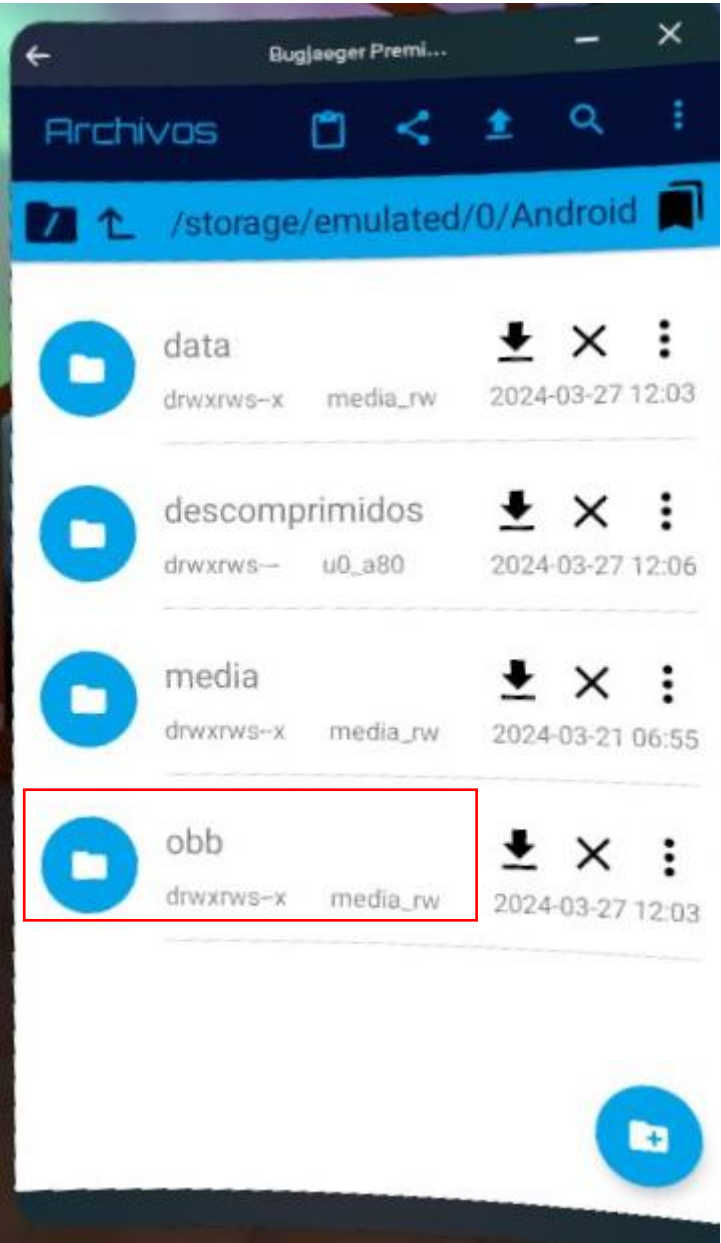 Bugjaeger Premi...
Archivos
/storage/emulated/0/Android
data
drwxrws--x media_rw 2024-03-27 12:03
descomprimidos
drwxrws--- u0_a80 2024-03-27 12:06
media
drwxrws--x media_rw 2024-03-21 06:55
obb
drwxrws--x media_rw 2024-03-27 12:03